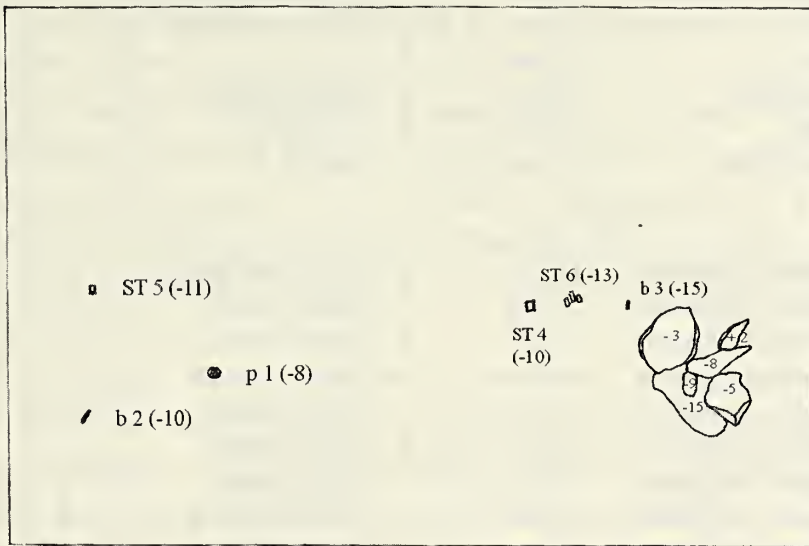 ST 6 (-13)
ST 5 (-11)
b 3 (-15)
ST 4
(-10)
- 3
+ 2
-8
p 1 (-8)
-9
-5
-15
b 2 (-10)